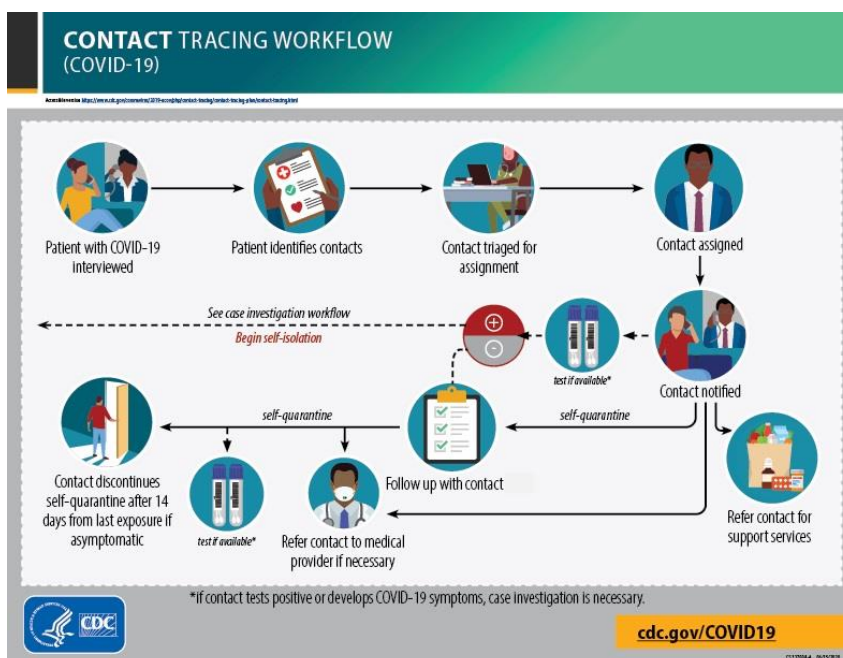 CONTACT TRACING WORKFLOW
(COVID-19)
Patient with COVID-19
interviewed
Patient identifies contacts
Contact triaged for
assignment
Contact assigned
See case investigation workflow
Begin self-isolation
+
-
test if available*
Contact notified
self-quarantine
self-quarantine
Contact discontinues
self-quarantine after 14
days from last exposure if
asymptomatic
test if available*
Refer contact to medical
provider if necessary
Follow up with contact
Refer contact for
support services
*if contact tests positive or develops COVID-19 symptoms, case investigation is necessary.
CDC
cdc.gov/COVID19